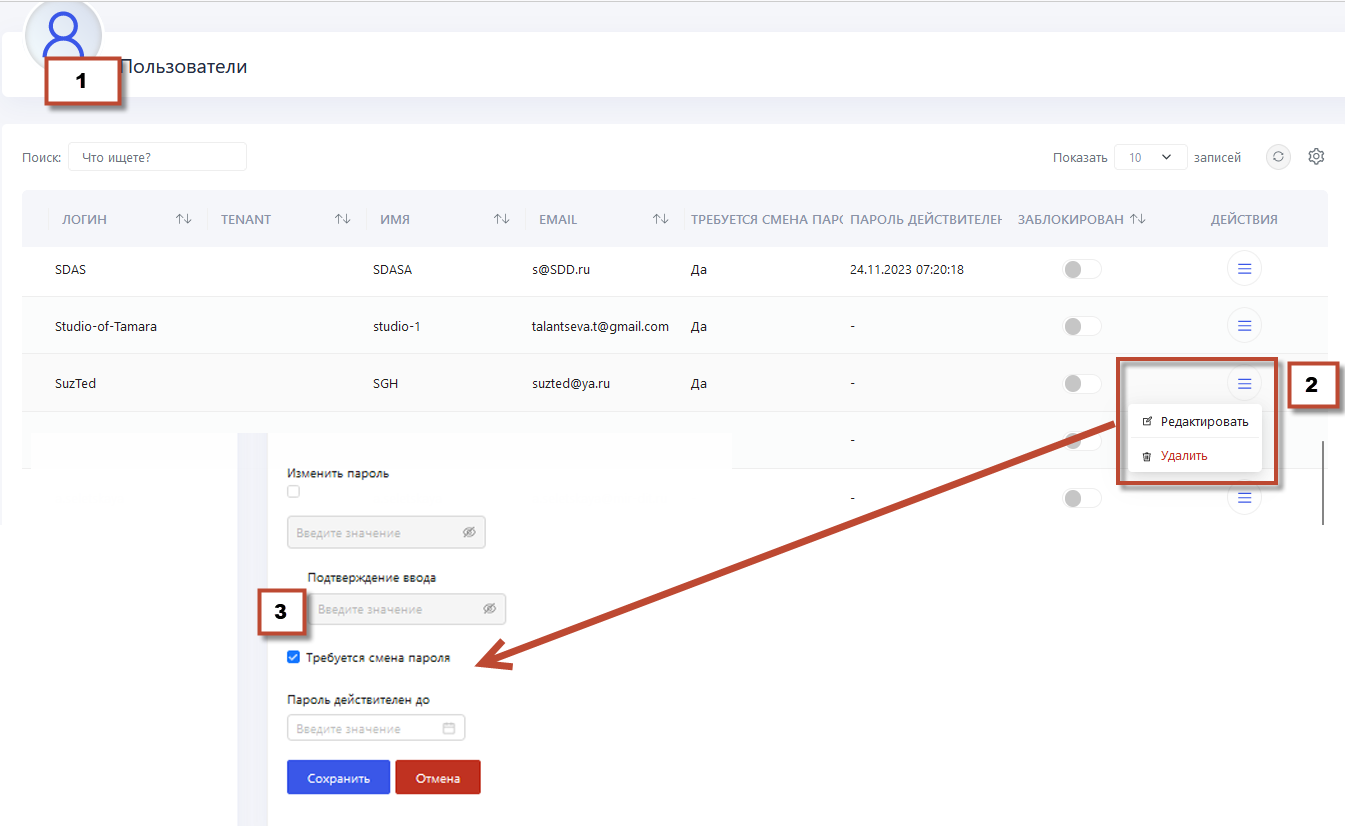 1
Пользователи
Поиск: Что ищете? Показать 10 записей
ЛОГИН TENANT ИМЯ EMAIL ТРЕБУЕТСЯ СМЕНА ПАРО ПАРОЛЬ ДЕЙСТВИТЕЛЕН ЗАБЛОКИРОВАН ДЕЙСТВИЯ
SDAS SDASA s@SDD.ru Да 24.11.2023 07:20:18
Studio-of-Tamara studio-1 talantseva.t@gmail.com Да -
SuzTed SGH suzted@ya.ru Да -
2
Редактировать
-
Удалить
-
Изменить пароль
Введите значение
Подтверждение ввода
3
Введите значение
Требуется смена пароля
Пароль действителен до
Введите значение
Сохранить Отмена